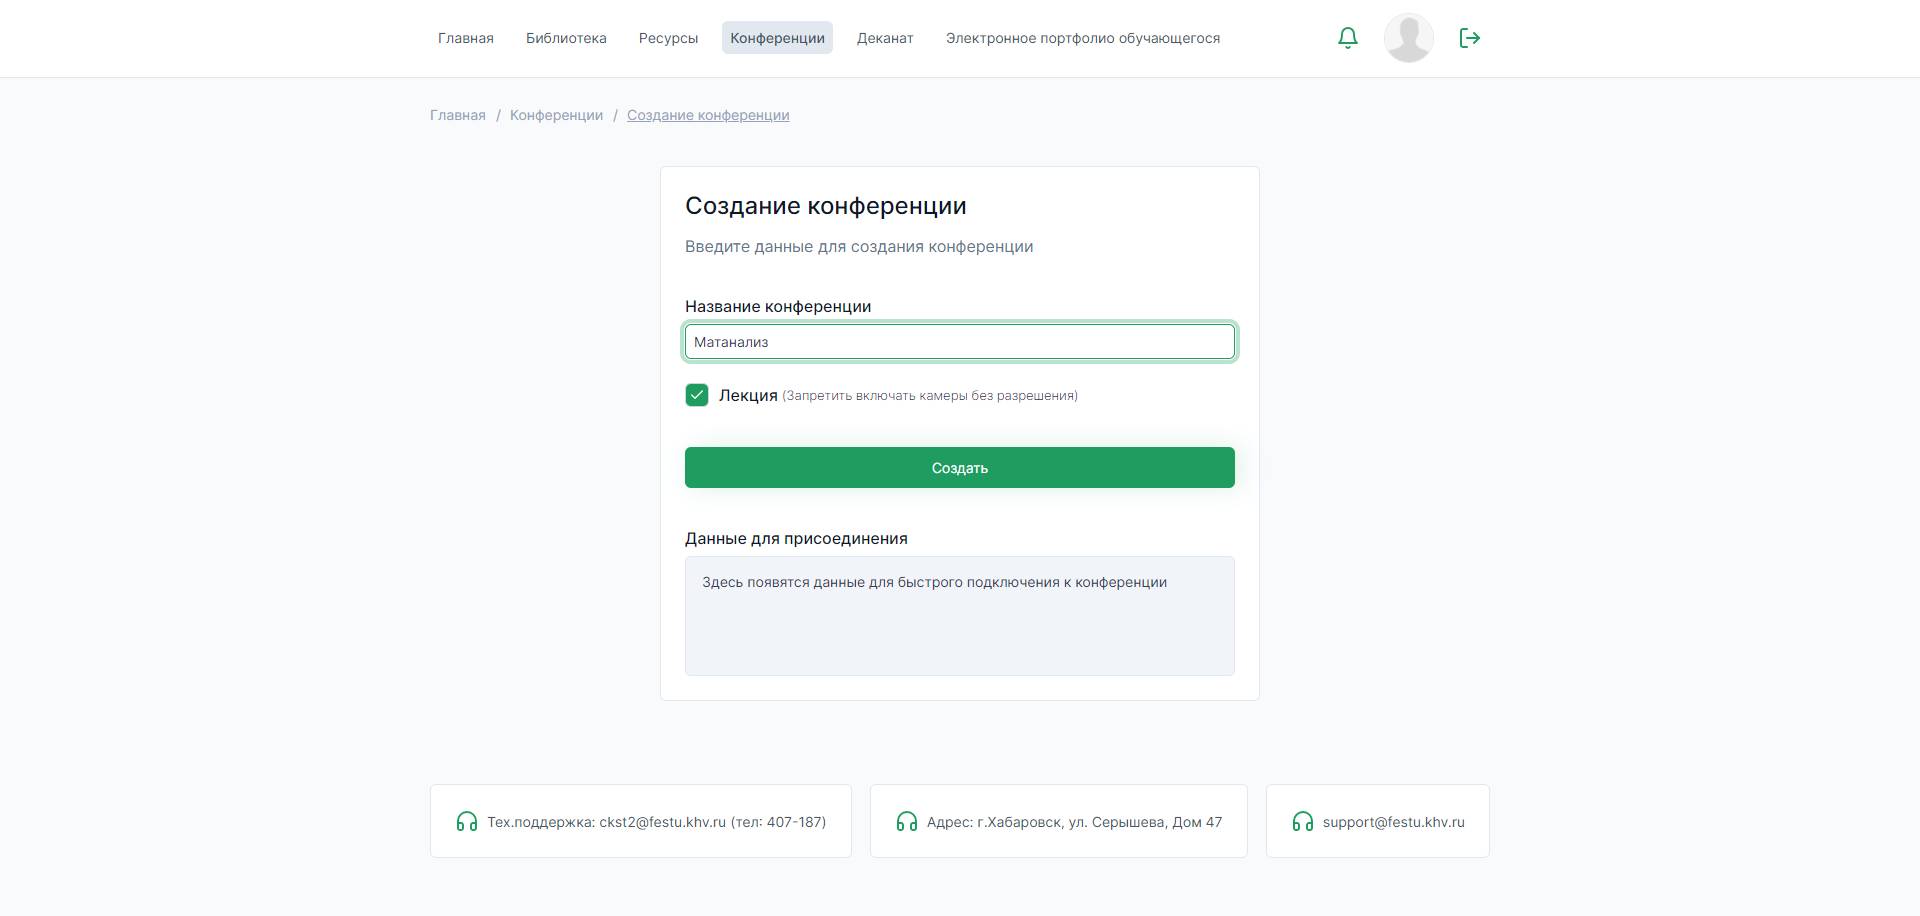 Главная Библиотека Ресурсы Конференции Деканат Электронное портфолио обучающегося
Главная / Конференции / Создание конференции
Создание конференции
Введите данные для создания конференции
Название конференции
Матанализ
Лекция (Запретить включать камеры без разрешения)
Создать
Данные для присоединения
Здесь появятся данные для быстрого подключения к конференции
Тех.поддержка: ckst2@festu.khv.ru (тел: 407-187)
Адрес: г.Хабаровск, ул. Серышева, Дом 47
support@festu.khv.ru